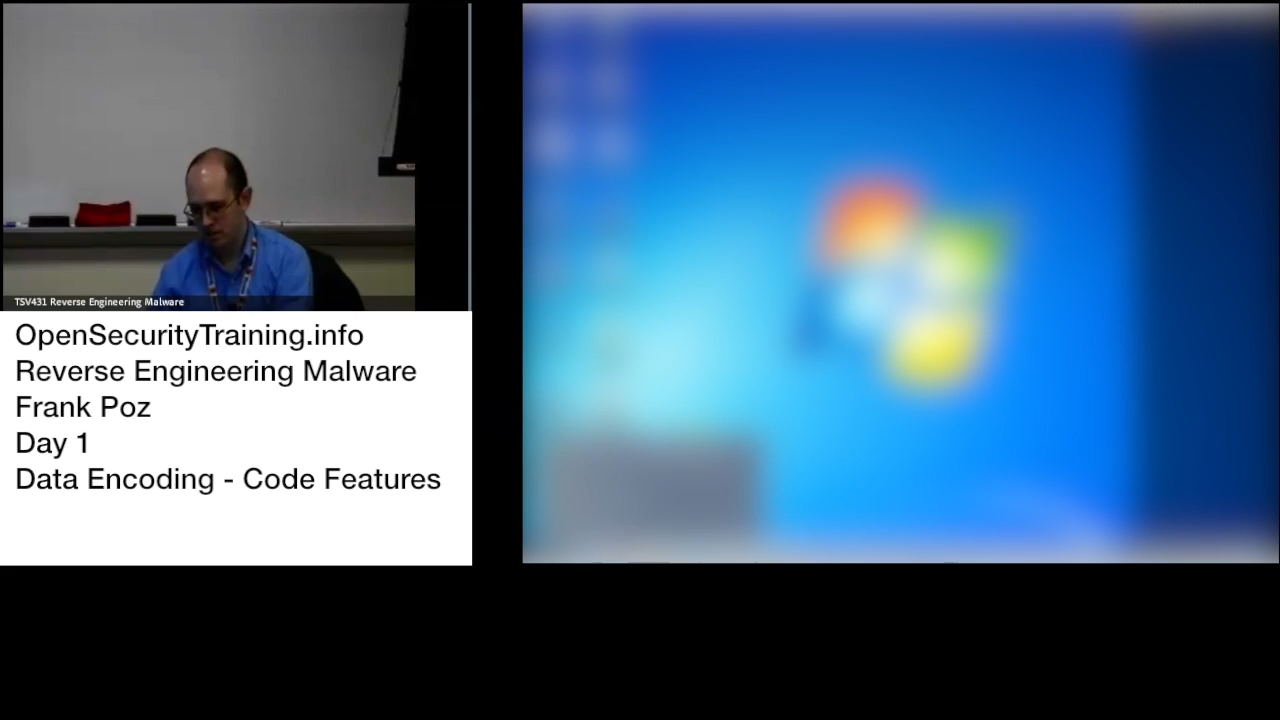 TSV431 Reverse Engineering Malware
OpenSecurityTraining.info
Reverse Engineering Malware
Frank Poz
Day 1
Data Encoding - Code Features